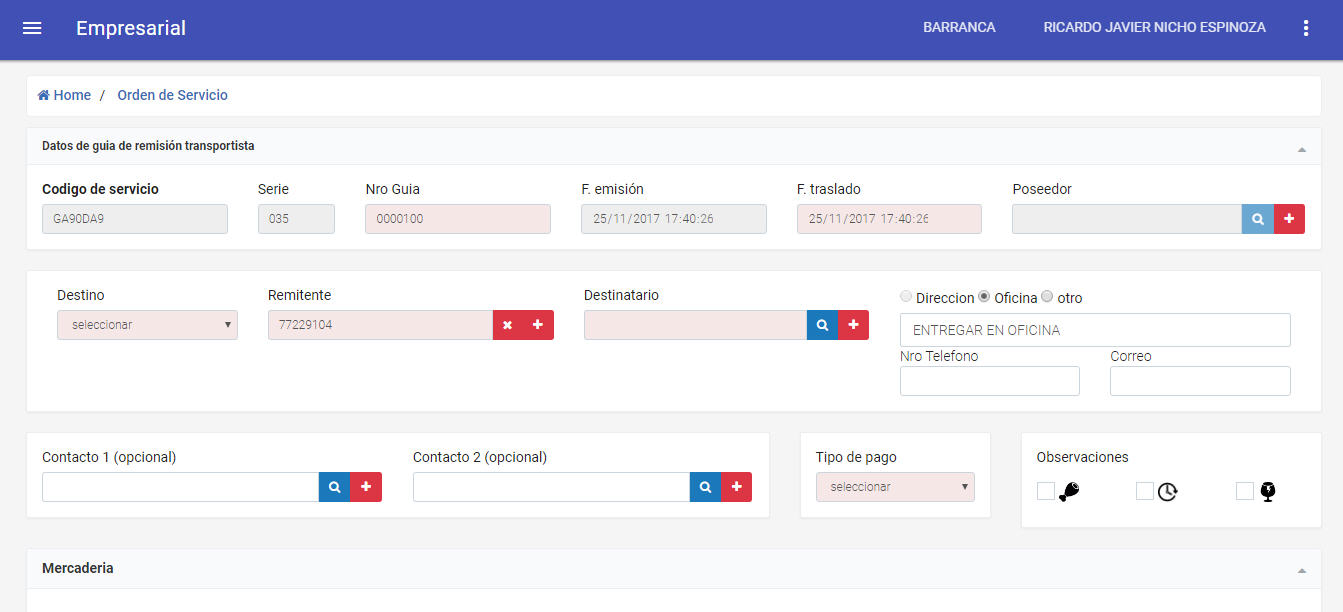 Empresarial
BARRANCA
RICARDO JAVIER NICHO ESPINOZA
Home / Orden de Servicio
Datos de guia de remisión transportista
Codigo de servicio Serie Nro Guia F. emisión F. traslado Poseedor
GA90DA9 035 0000100 25/11/2017 17:40:26 25/11/2017 17:40:26
Destino Remitente Destinatario Direccion Oficina otro
seleccionar 77229104 ENTREGAR EN OFICINA
Nro Telefono Correo
Contacto 1 (opcional) Contacto 2 (opcional) Tipo de pago Observaciones
seleccionar
Mercaderia